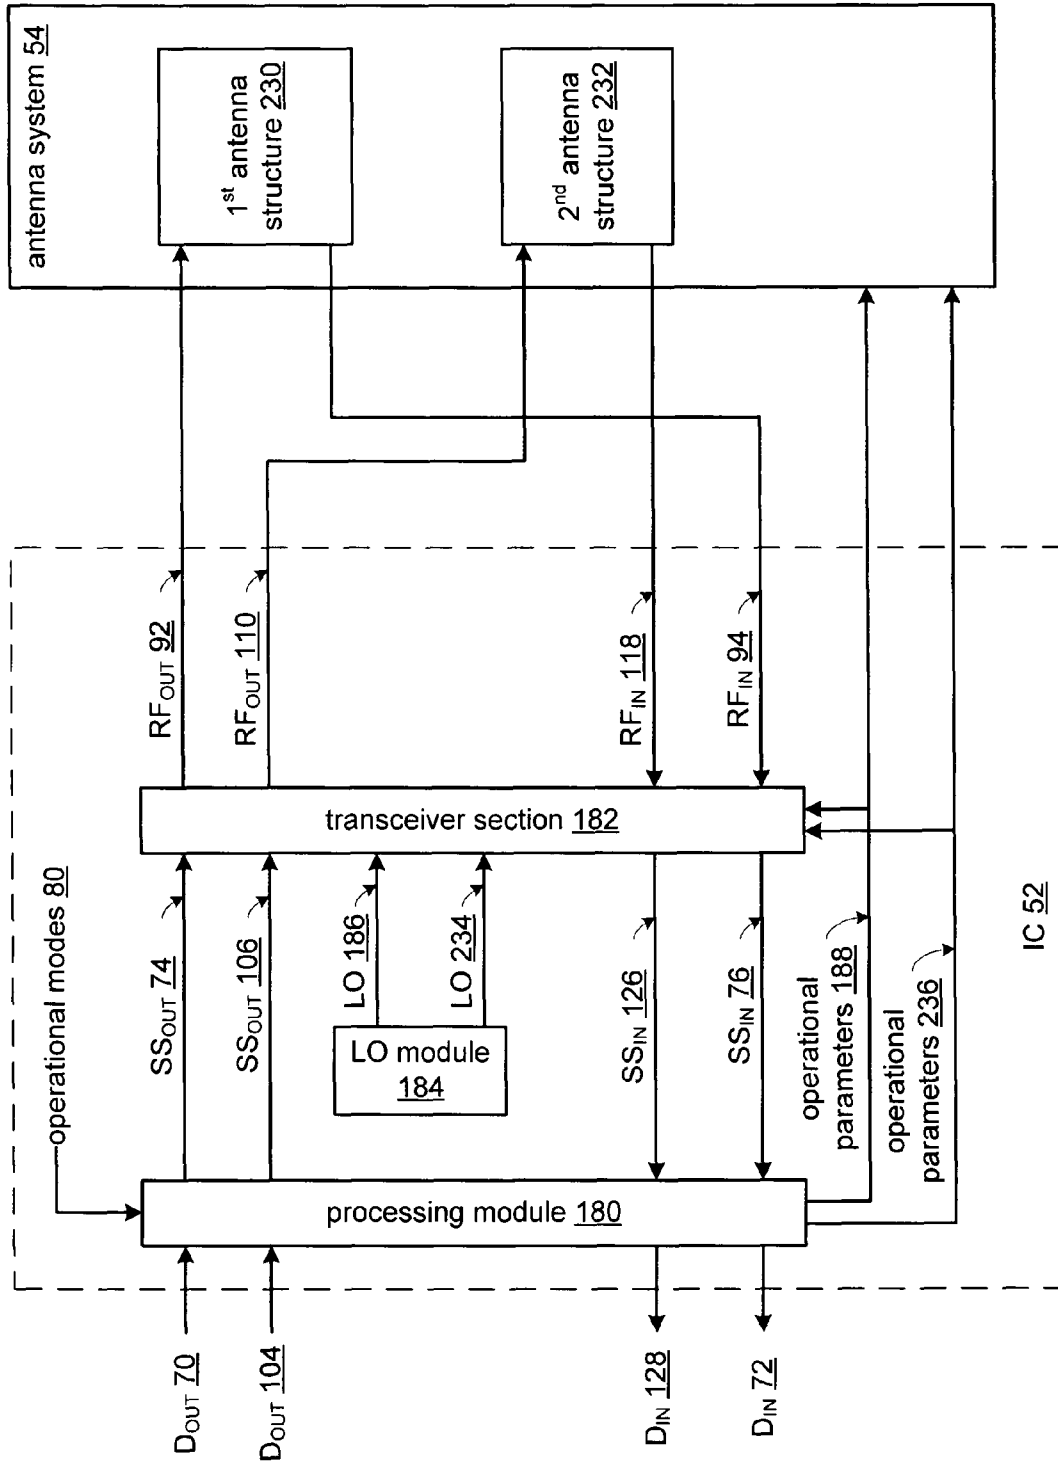 antenna system 54
1st antenna
structure 230
2nd antenna
structure 232
RFOUT 92
RFOUT 110
RFIN 118
RFIN 94
transceiver section 182
operational modes 80
SSOUT 74
SSOUT 106
LO 186
LO 234
LO module
184
SSIN 126
SSIN 76
operational
parameters 188
operational
parameters 236
IC 52
processing module 180
DOUT 70
DOUT 104
DIN 128
DIN 72